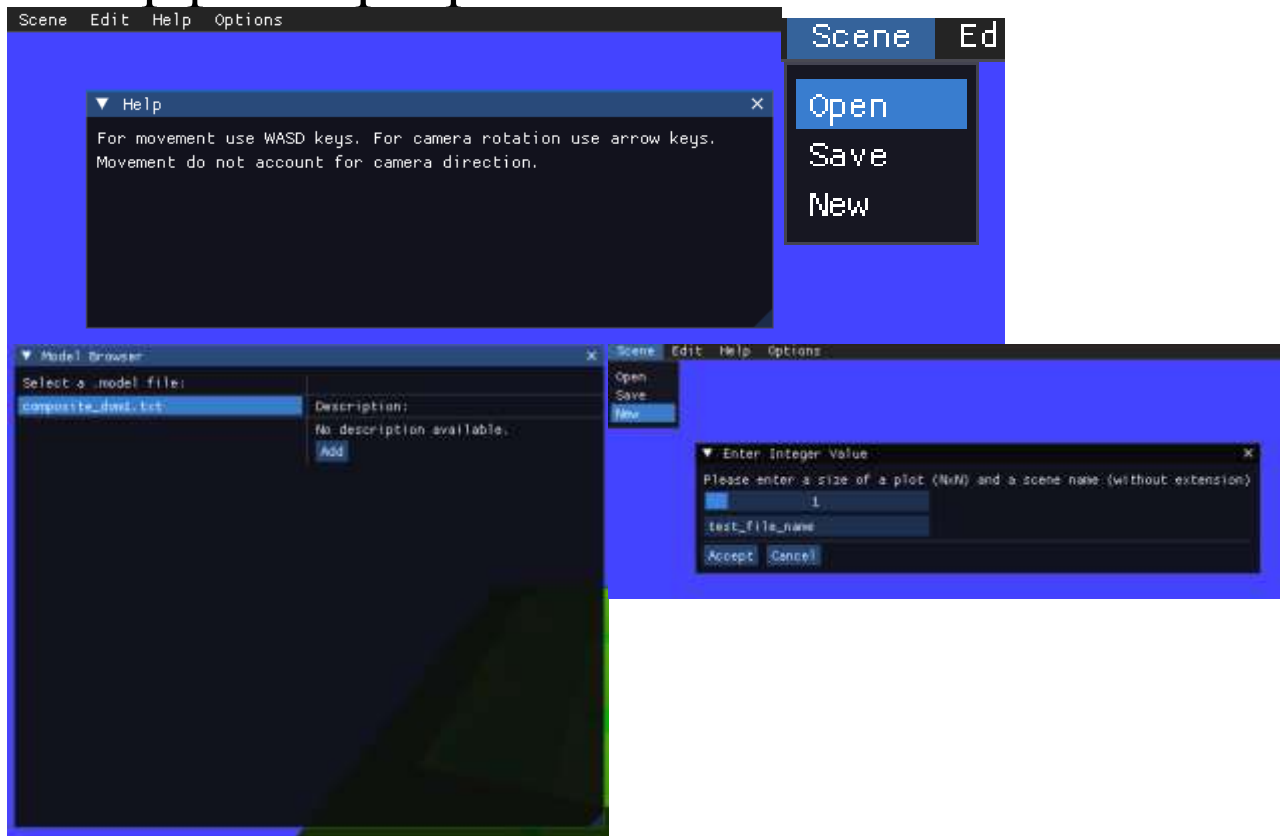 Scene Edit Help Options
Help
For movement use WASD keys. For camera rotation use arrow keys.
Movement do not account for camera direction.
Scene Ed
Open
Save
New
Model Browser
Select a .model file:
Description:
No description available.
Add
Scene Edit Help Options
Open
Save
New
Enter Integer Value
Please enter a size of a plot (NxN) and a scene name (without extension)
1
test_file_name
Accept Cancel